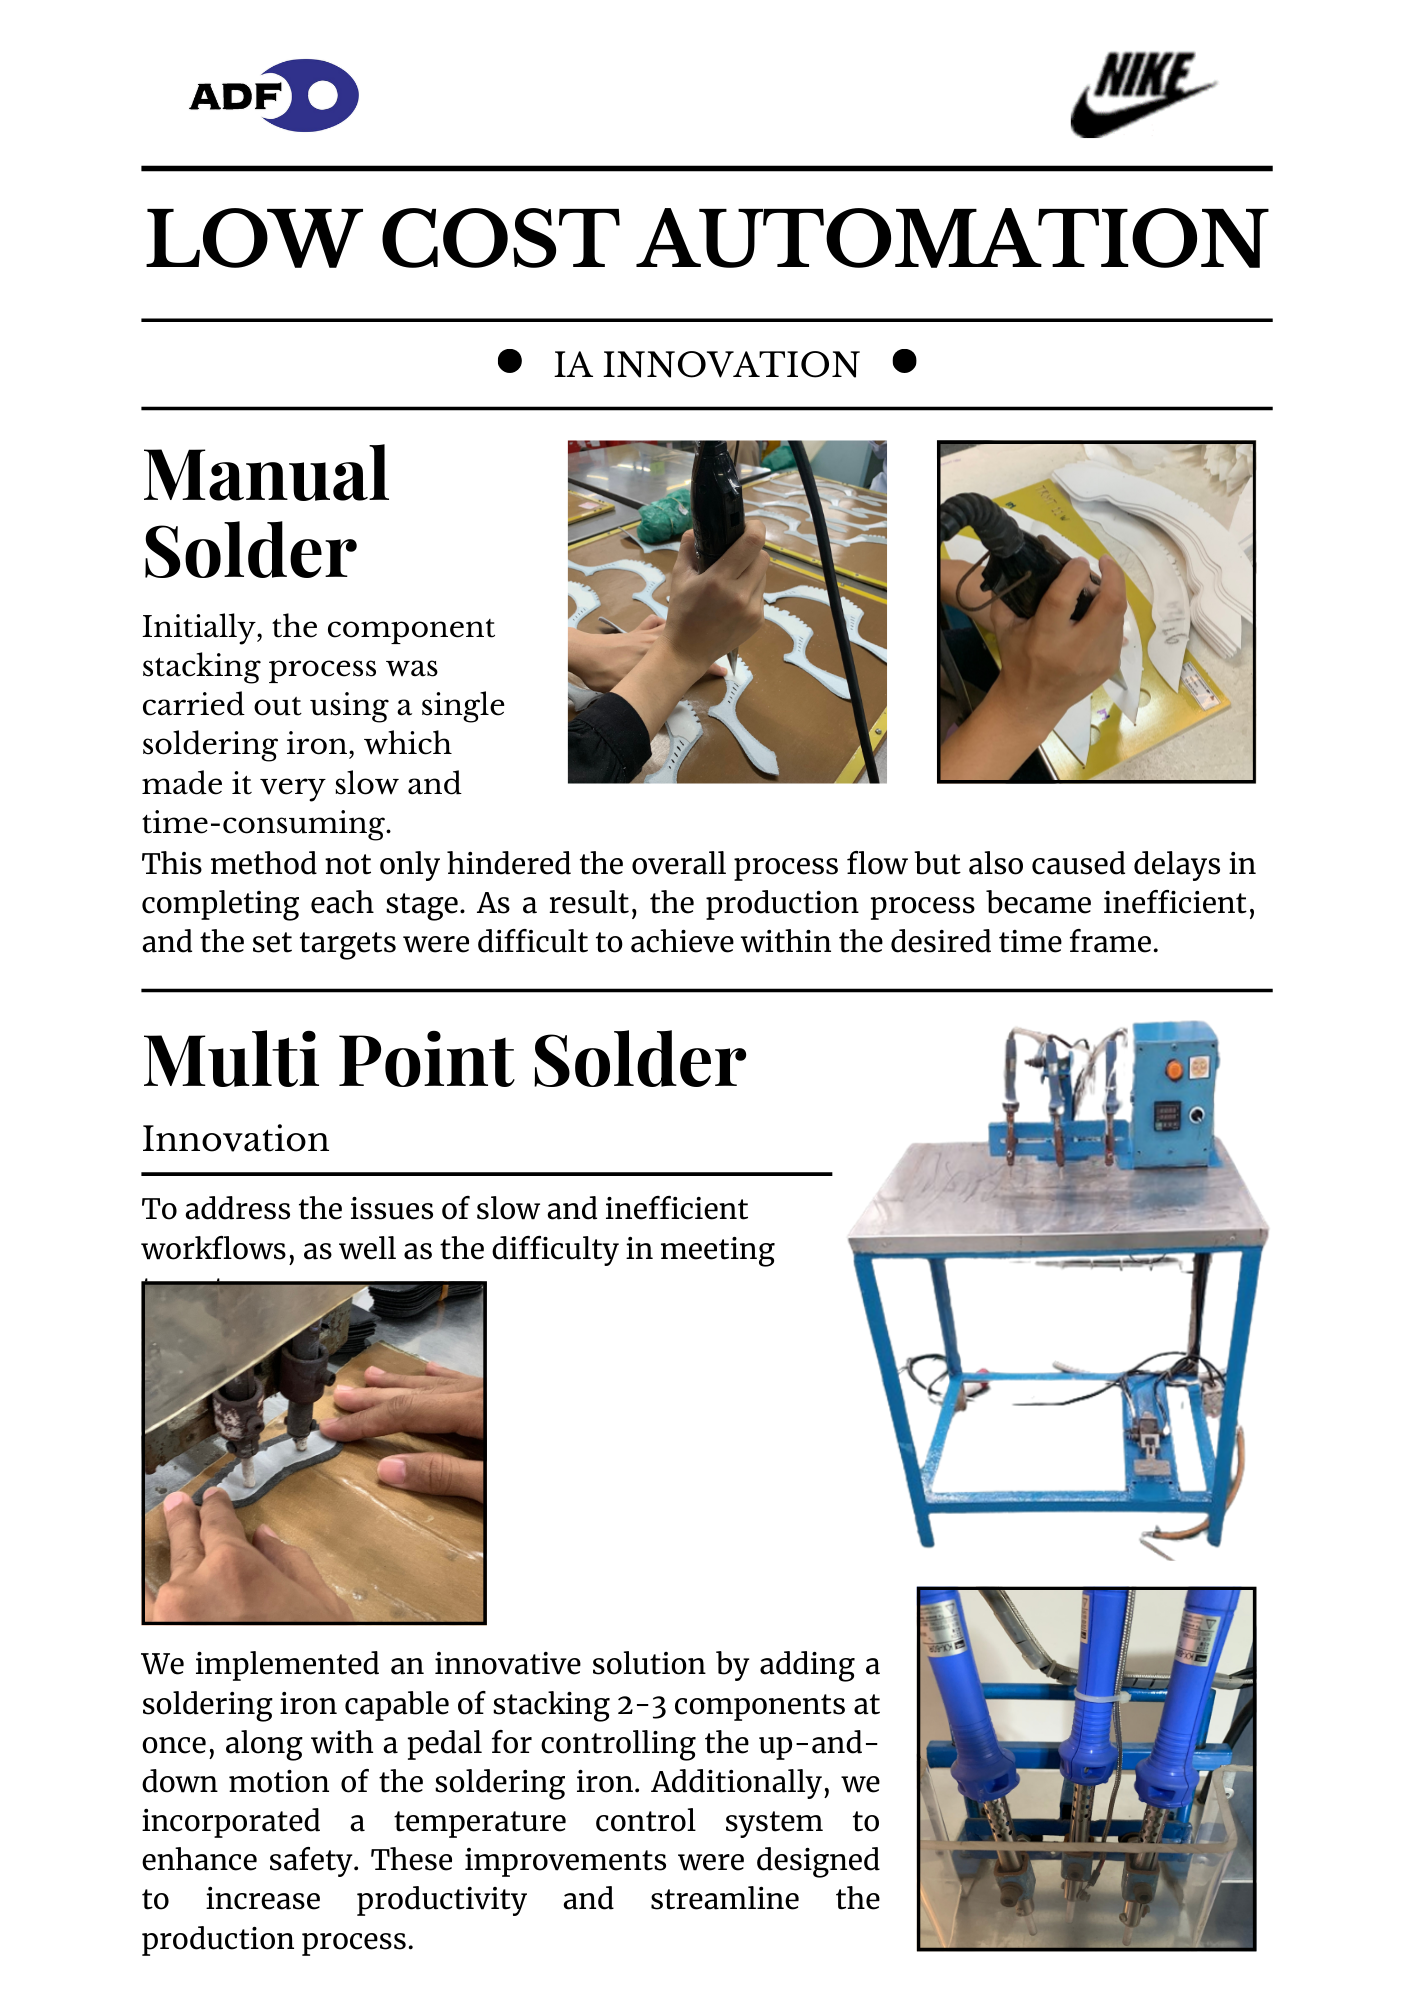 ADF
NIKE
LOW COST AUTOMATION
IA INNOVATION
Manual
Solder
Initially, the component
stacking process was
carried out using a single
soldering iron, which
made it very slow and
time-consuming.
This method not only hindered the overall process flow but also caused delays in
completing each stage. As a result, the production process became inefficient,
and the set targets were difficult to achieve within the desired time frame.
Multi Point Solder
Innovation
To address the issues of slow and inefficient
workflows, as well as the difficulty in meeting
We implemented an innovative solution by adding a
soldering iron capable of stacking 2-3 components at
once, along with a pedal for controlling the up-and-
down motion of the soldering iron. Additionally, we
incorporated a temperature control system to
enhance safety. These improvements were designed
to increase productivity and streamline the
production process.